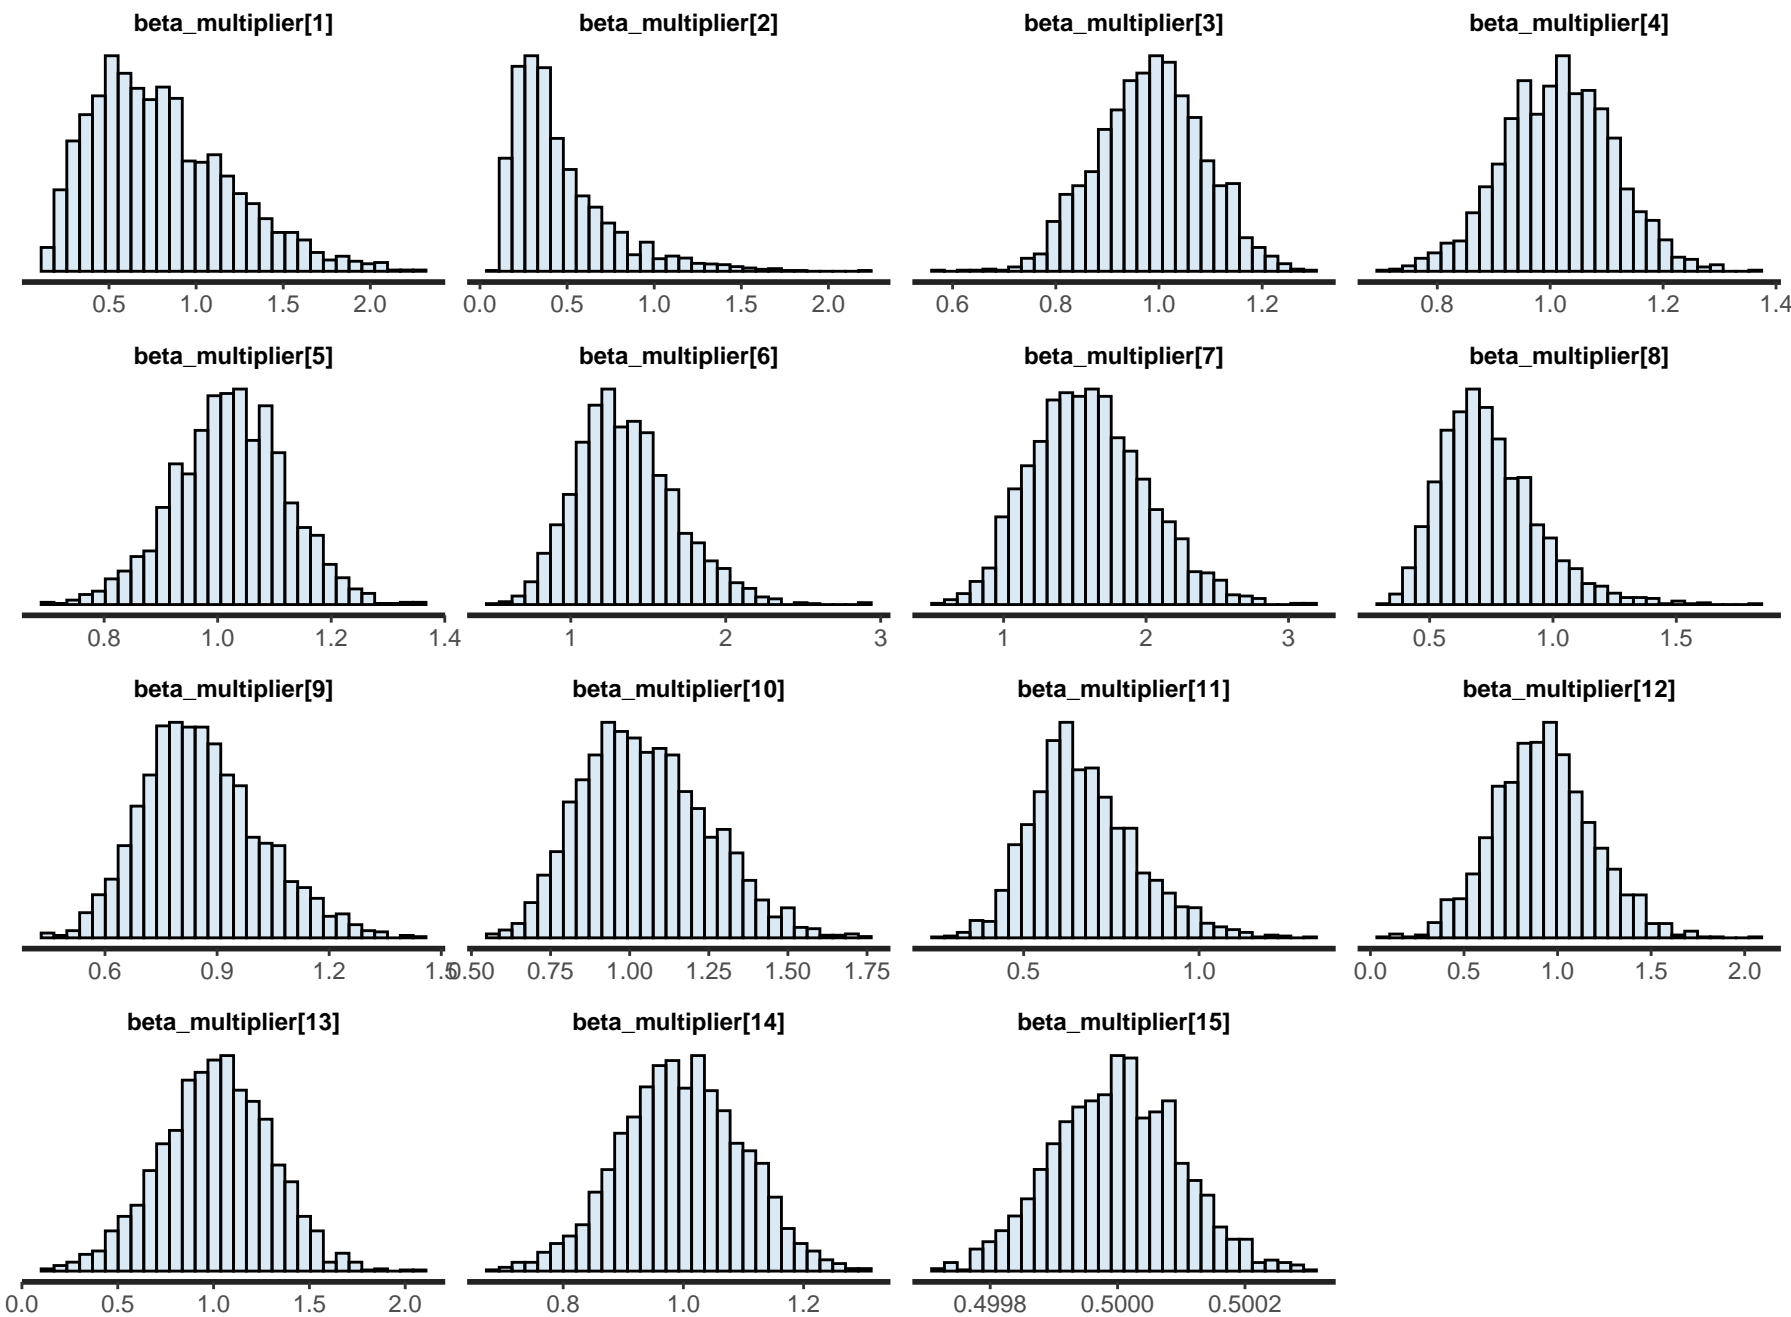 beta_multiplier[1] beta_multiplier[2] beta_multiplier[3] beta_multiplier[4]
0.5 1.0 1.5 2.0 0.0 0.5 1.0 1.5 2.0 0.6 0.8 1.0 1.2 0.8 1.0 1.2 1.4
beta_multiplier[5] beta_multiplier[6] beta_multiplier[7] beta_multiplier[8]
0.8 1.0 1.2 1.4 1 2 3 1 2 3 0.5 1.0 1.5
beta_multiplier[9] beta_multiplier[10] beta_multiplier[11] beta_multiplier[12]
0.6 0.9 1.2 1.5 0.50 0.75 1.00 1.25 1.50 1.75 0.5 1.0 0.0 0.5 1.0 1.5 2.0
beta_multiplier[13] beta_multiplier[14] beta_multiplier[15]
0.0 0.5 1.0 1.5 2.0 0.8 1.0 1.2 0.4998 0.5000 0.5002